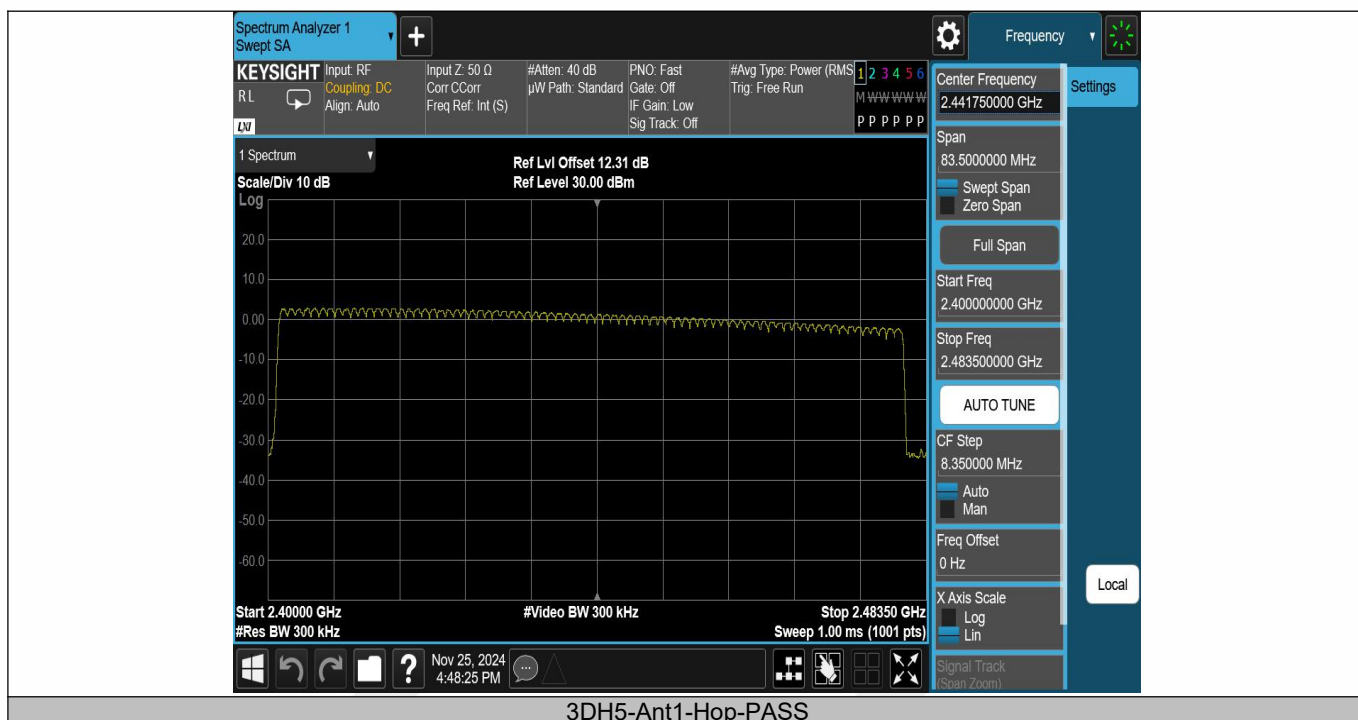 Spectrum Analyzer 1
Swept SA
Frequency
KEYSIGHT
R L
LXI
Input: RF
Coupling: DC
Align: Auto
Input Z: 50 Ω
Corr CCorr
Freq Ref: Int (S)
#Atten: 40 dB
µW Path: Standard
PNO: Fast
Gate: Off
IF Gain: Low
Sig Track: Off
#Avg Type: Power (RMS
Trig: Free Run
1 2 3 4 5 6
M W W W W W
P P P P P P
Center Frequency
2.441750000 GHz
Settings
Span
83.5000000 MHz
Swept Span
Zero Span
Full Span
Start Freq
2.400000000 GHz
Stop Freq
2.483500000 GHz
AUTO TUNE
CF Step
8.350000 MHz
Auto
Man
Freq Offset
0 Hz
X Axis Scale
Log
Lin
Signal Track
(Span Zoom)
Local
1 Spectrum
Scale/Div 10 dB
Log
Ref Lvl Offset 12.31 dB
Ref Level 30.00 dBm
20.0
10.0
0.00
-10.0
-20.0
-30.0
-40.0
-50.0
-60.0
Start 2.40000 GHz
#Video BW 300 kHz
Stop 2.48350 GHz
#Res BW 300 kHz
Sweep 1.00 ms (1001 pts)
?
Nov 25, 2024
4:48:25 PM
3DH5-Ant1-Hop-PASS